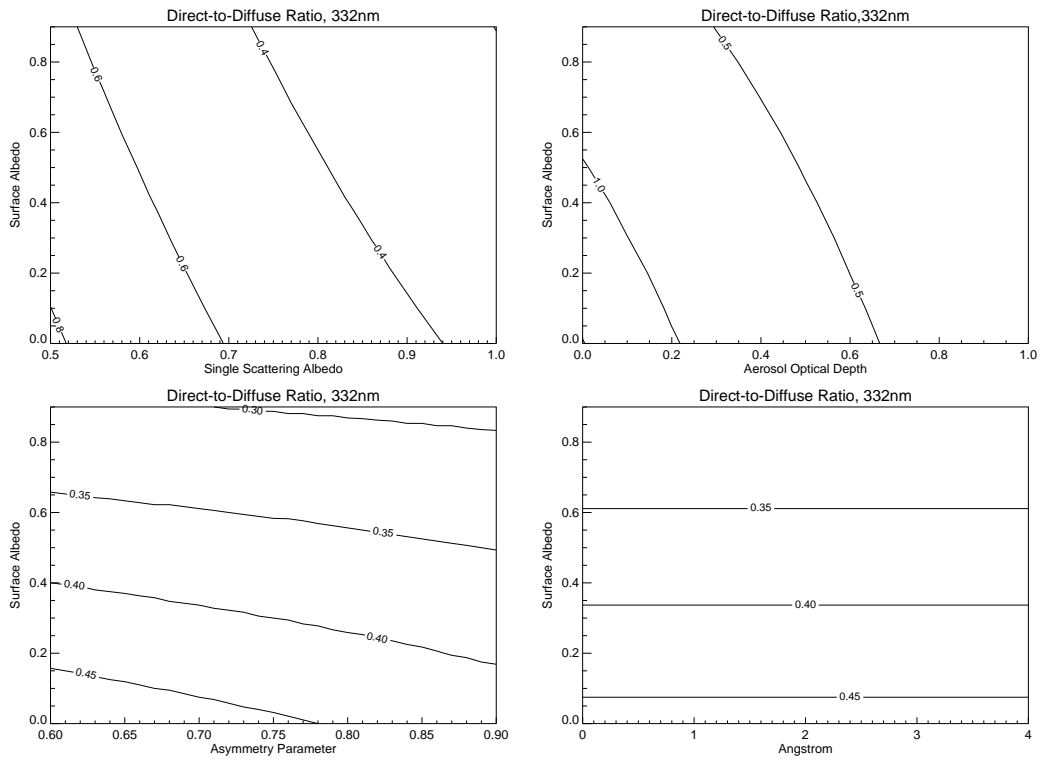 Direct-to-Diffuse Ratio, 332nm
0.8
0.6
0.4
0.2
0.0
Surface Albedo
0.6
0.4
0.6
0.4
0.8
0.5 0.6 0.7 0.8 0.9 1.0
Single Scattering Albedo
Direct-to-Diffuse Ratio,332nm
0.8
0.6
0.4
0.2
0.0
Surface Albedo
0.5
1.0
0.5
0.0 0.2 0.4 0.6 0.8 1.0
Aerosol Optical Depth
Direct-to-Diffuse Ratio, 332nm
0.8
0.6
0.4
0.2
0.0
Surface Albedo
0.30
0.35
0.35
0.40
0.40
0.45
0.60 0.65 0.70 0.75 0.80 0.85 0.90
Asymmetry Parameter
Direct-to-Diffuse Ratio, 332nm
0.8
0.6
0.4
0.2
0.0
Surface Albedo
0.35
0.40
0.45
0 1 2 3 4
Angstrom